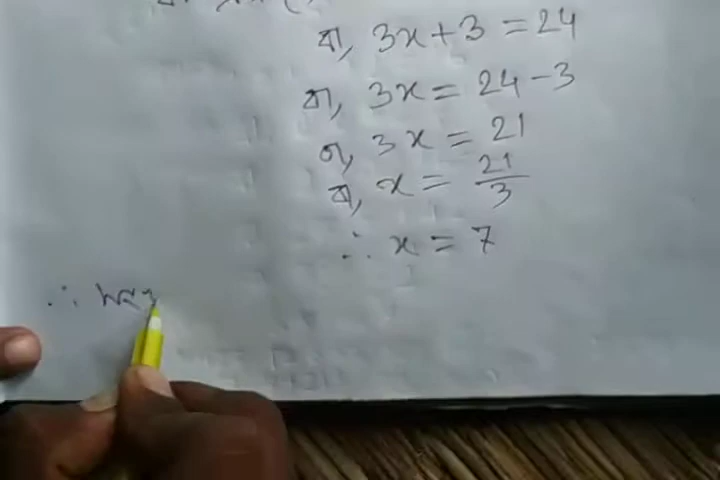 বা, 3x + 3 = 24
বা, 3x = 24 - 3
বা, 3x = 21
বা, x = 21/3
∴ x = 7
∴